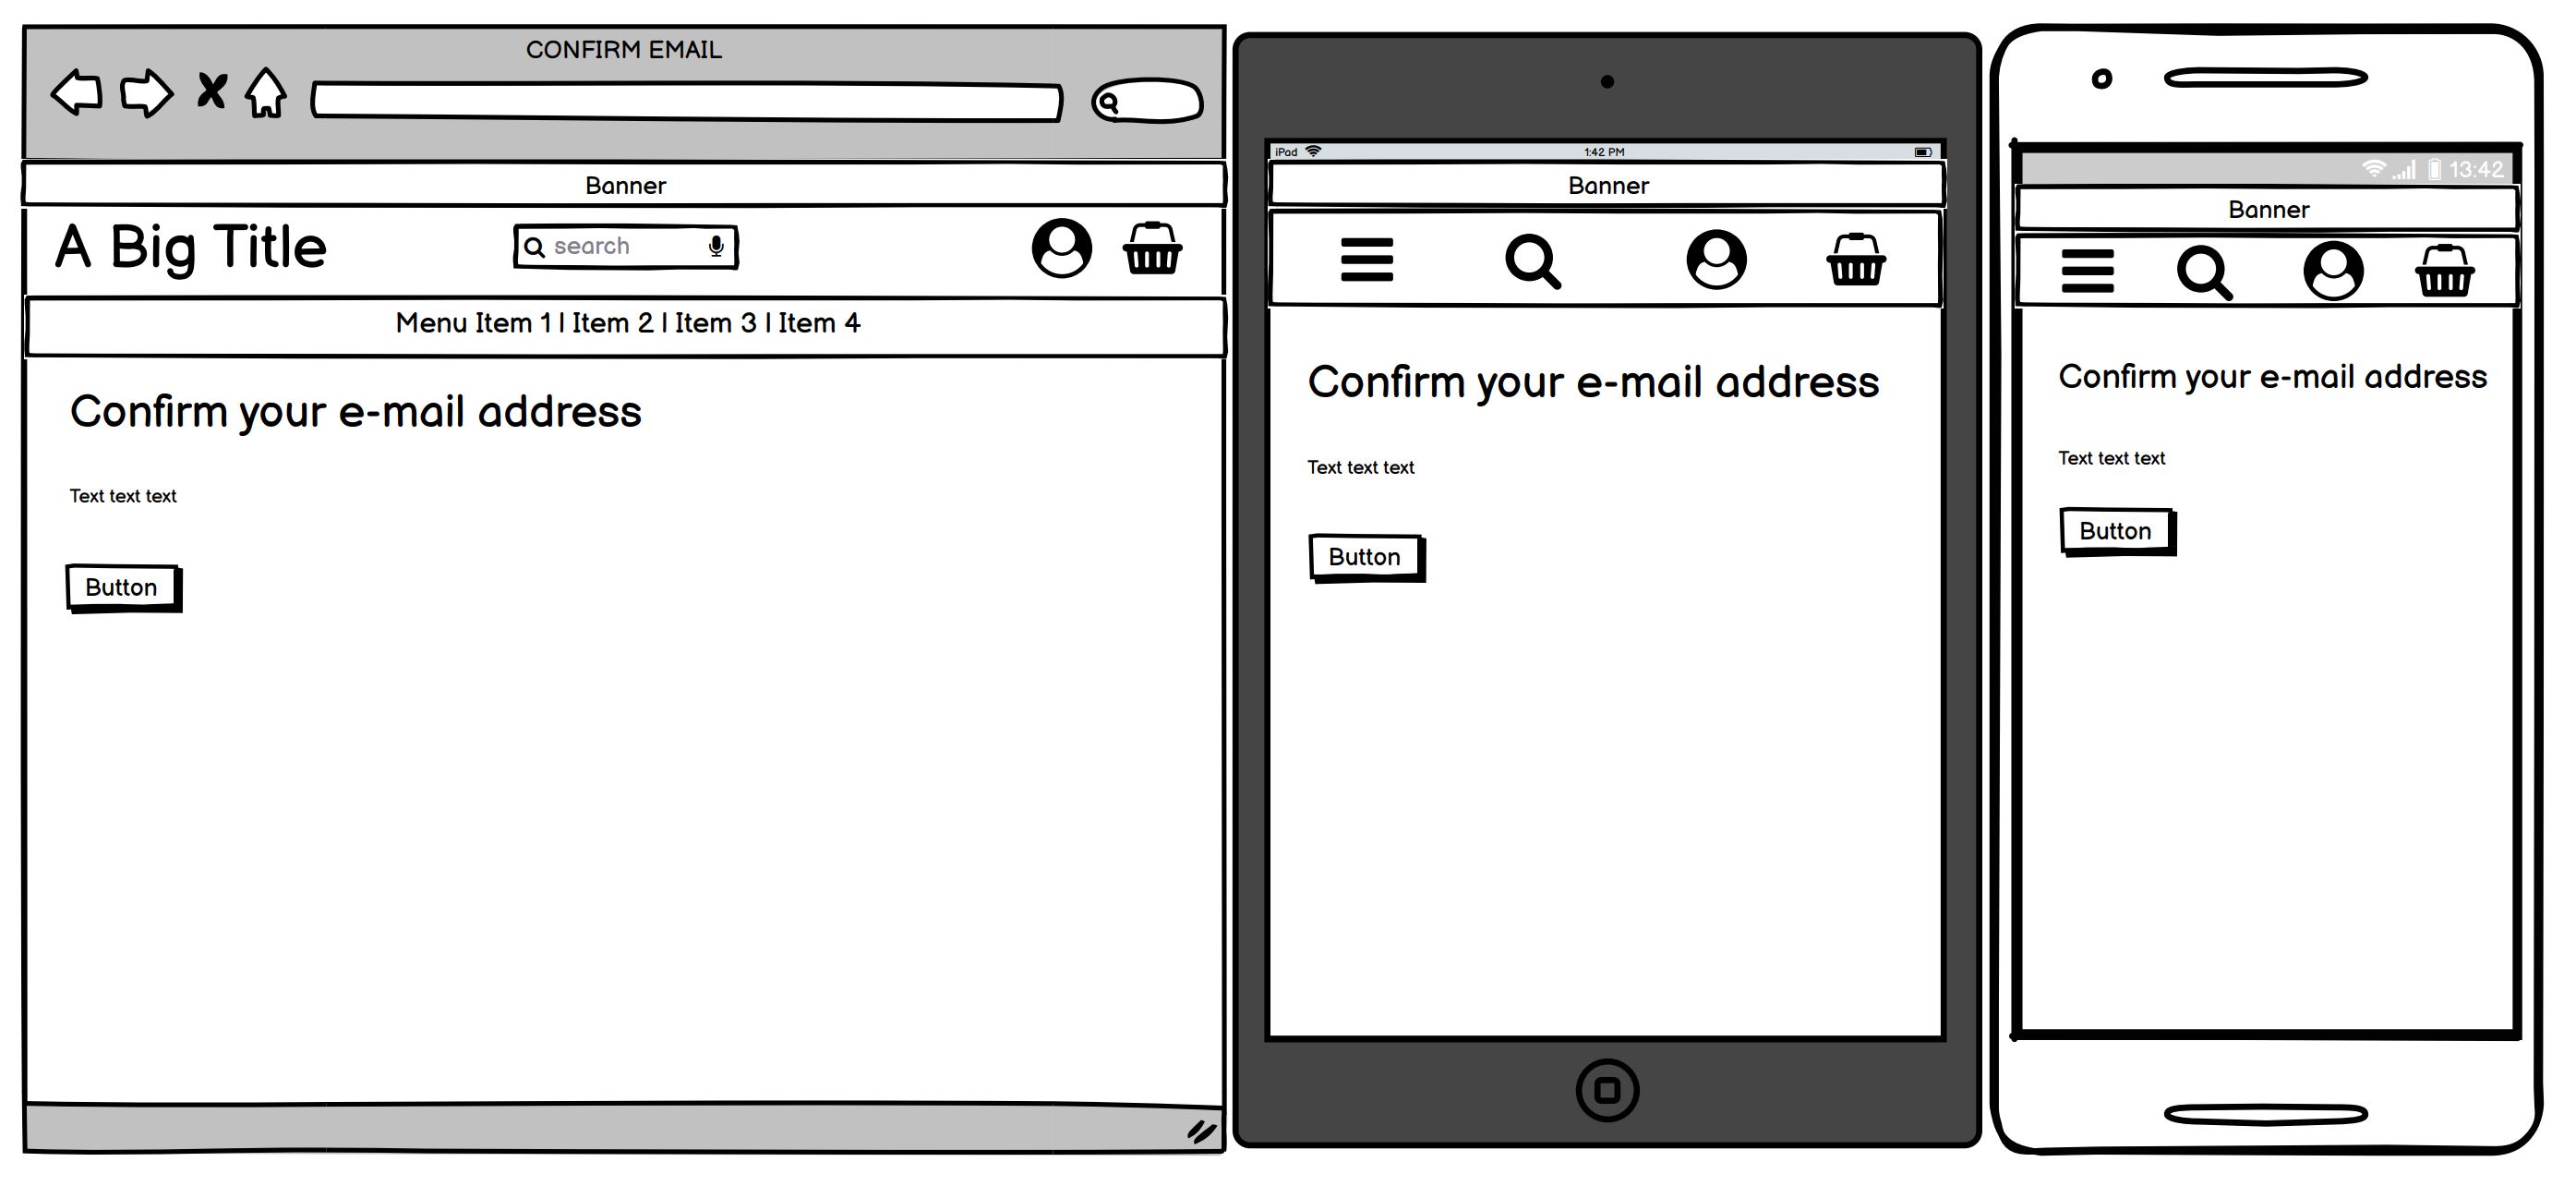 CONFIRM EMAIL
Banner
A Big Title
search
Menu Item 1 | Item 2 | Item 3 | Item 4
Confirm your e-mail address
Text text text
Button
iPad
1:42 PM
Banner
Confirm your e-mail address
Text text text
Button
13:42
Banner
Confirm your e-mail address
Text text text
Button